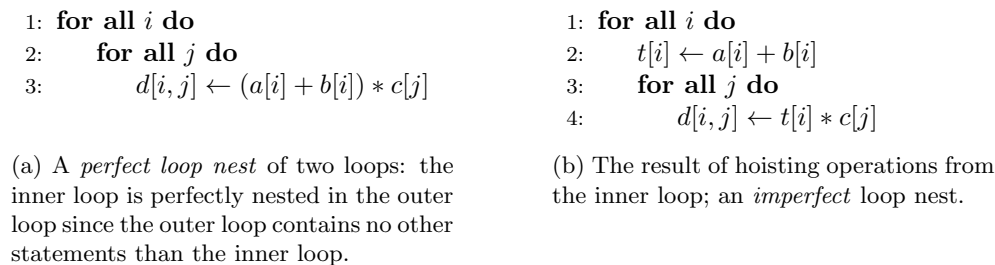 1: for all i do
2: for all j do
3: d[i, j] ← (a[i] + b[i]) ∗ c[j]
(a) A perfect loop nest of two loops: the
inner loop is perfectly nested in the outer
loop since the outer loop contains no other
statements than the inner loop.
1: for all i do
2: t[i] ← a[i] + b[i]
3: for all j do
4: d[i, j] ← t[i] ∗ c[j]
(b) The result of hoisting operations from
the inner loop; an imperfect loop nest.